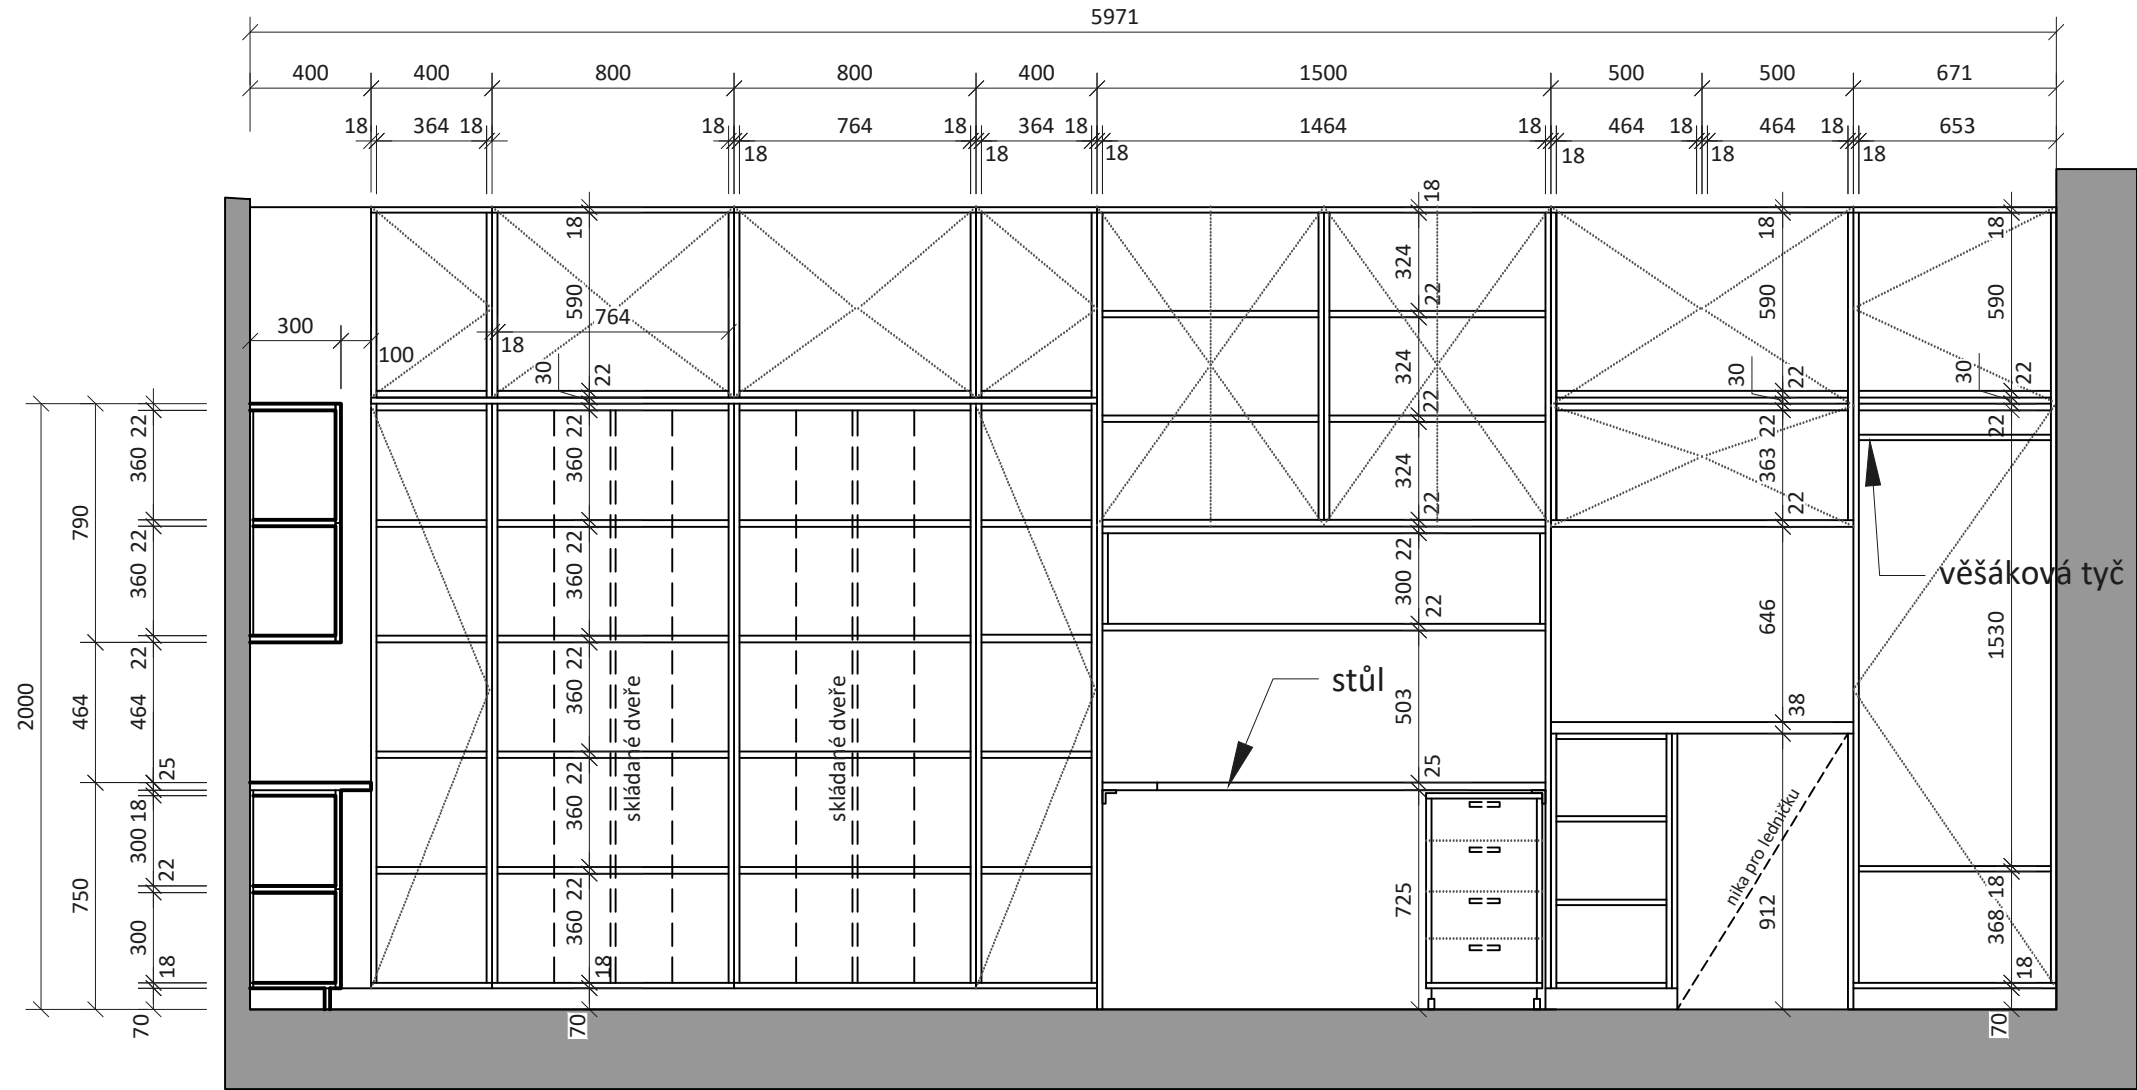 5971
400 400 800 800 400 1500 500 500 671
18 364 18 18 764 18 364 18 1464 18 464 18 464 18 653
18 18 18 18 18 18
18 18 18 18
324 22 324 22 324 22
590 764 590 590
300 100 18
30 22 30 22 30 22
22 360 22 360 22 464 25 18 300 22 300 18 70
790 464 750
2000
22 360 22 360 22 360 22 360 22 360 18 70
skládané dveře
skládané dveře
22 300 22 503 25 725
22 363 22 646 38 912
22 1530 18 368 18 70
věšáková tyč
stůl
nika pro ledničku